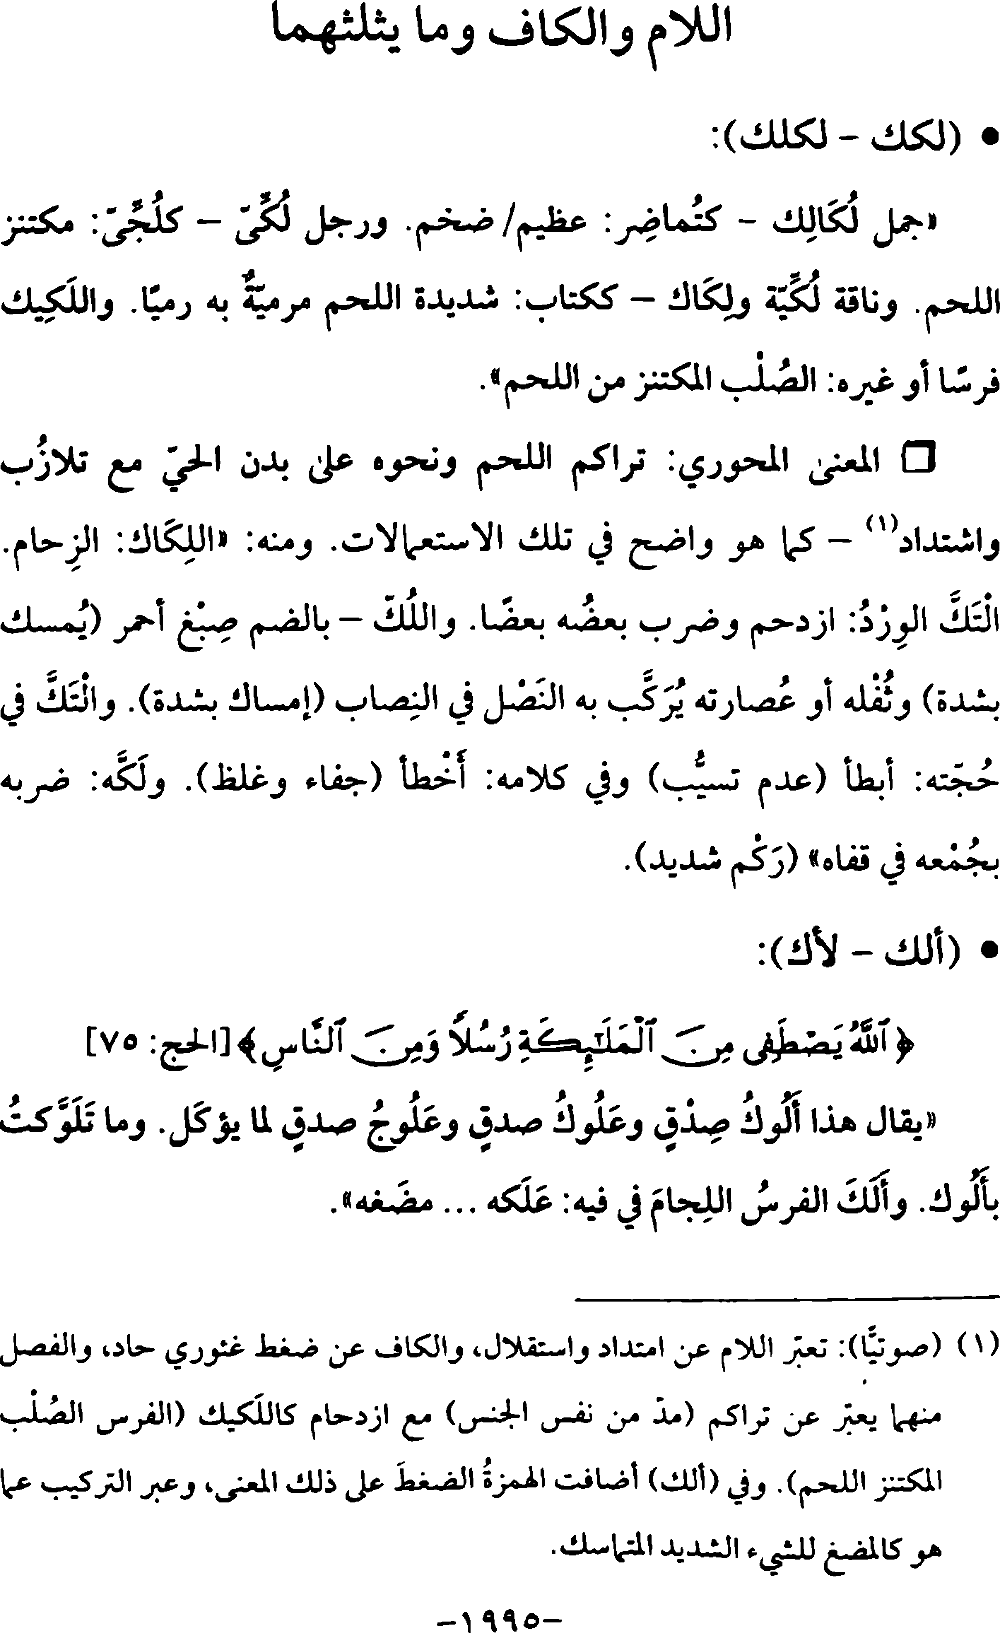 اللام والكاف وما يثلثهما
• (لكك - لكلك):
«جمل لُكَالِك - كتُماضِر: عظيم/ ضخم. ورجل لُكِّىّ - كلُجِّىّ: مكتنز
اللحم. وناقة لُكِّيّة ولِكَاك - ككتاب: شديدة اللحم مرميّةٌ به رميًا. واللَكِيك
فرسًا أو غيره: الصُلْب المكتنز من اللحم».
❐ المعنى المحوري: تراكم اللحم ونحوه على بدن الحيّ مع تلازُب
واشتداد(١) - كما هو واضح في تلك الاستعمالات. ومنه: «اللِكَاك: الزِحام.
الْتَكَّ الوِرْدُ: ازدحم وضرب بعضُه بعضًا. واللُكّ - بالضم صِبْغ أحمر (يُمسك
بشدة) وثُفْله أو عُصارته يُرَكَّب به النَصْل في النِصاب (إمساك بشدة). والْتَكَّ في
حُجّته: أبطأ (عدم تسيُّب) وفي كلامه: أَخْطأ (جفاء وغلظ). ولَكَّه: ضربه
بجُمْعه في قفاه» (رَكْم شديد).
• (ألك - لأك):
﴿ٱللَّهُ يَصْطَفِى مِنَ ٱلْمَلَـٰٓئِكَةِ رُسُلًا وَمِنَ ٱلنَّاسِ﴾[الحج: ٧٥]
«يقال هذا أَلُوكُ صِدْقٍ وعَلُوكُ صدقٍ وعَلُوجُ صدقٍ لما يؤكَل. وما تَلَوَّكتُ
بأَلُوك. وأَلَكَ الفرسُ اللِجامَ في فيه: عَلَكه ... مضَغه».
(١) (صوتيًّا): تعبّر اللام عن امتداد واستقلال، والكاف عن ضغط غئوري حاد، والفصل
منهما يعبّر عن تراكم (مدّ من نفس الجنس) مع ازدحام كاللَكيك (الفرس الصُلْب
المكتنز اللحم). وفي (ألك) أضافت الهمزةُ الضغطَ على ذلك المعنى، وعبر التركيب عما
هو كالمضغ للشيء الشديد المتماسك.
-١٩٩٥-